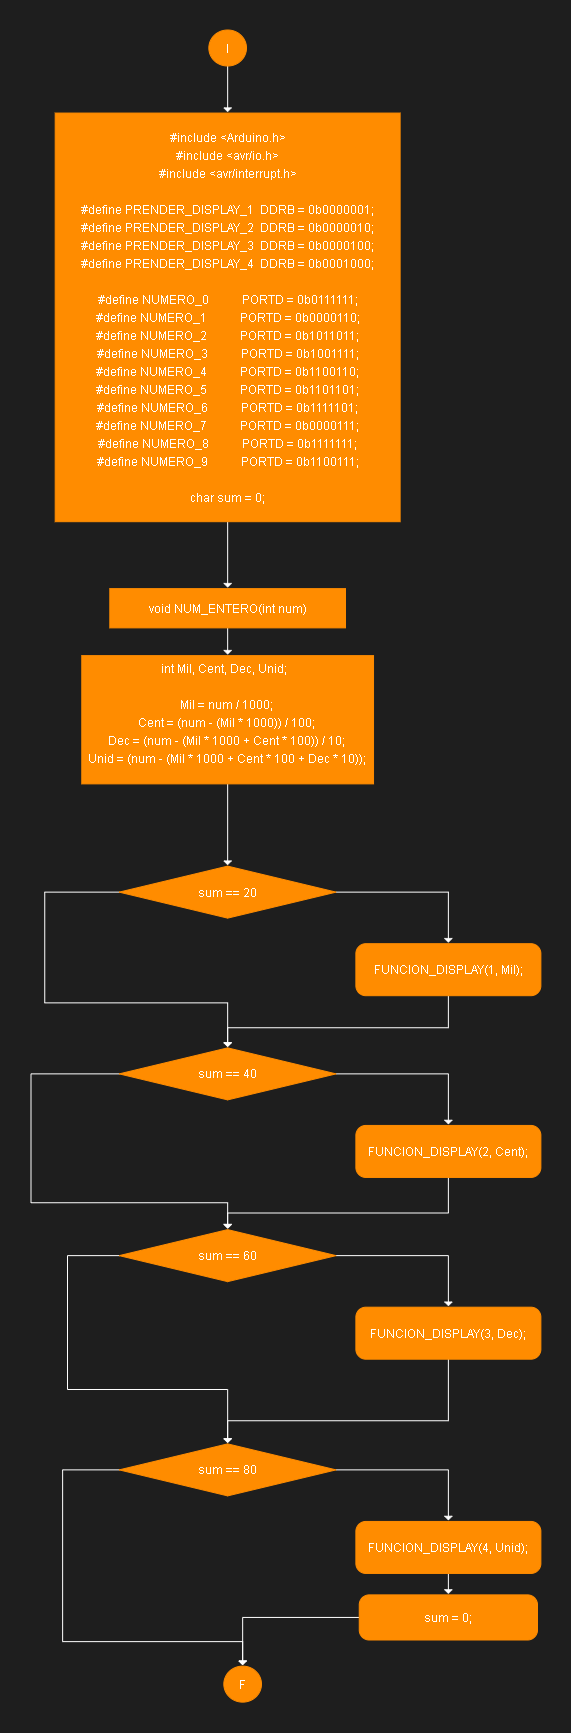 I
#include <Arduino.h>
#include <avr/io.h>
#include <avr/interrupt.h>
#define PRENDER_DISPLAY_1 DDRB = 0b0000001;
#define PRENDER_DISPLAY_2 DDRB = 0b0000010;
#define PRENDER_DISPLAY_3 DDRB = 0b0000100;
#define PRENDER_DISPLAY_4 DDRB = 0b0001000;
#define NUMERO_0 PORTD = 0b0111111;
#define NUMERO_1 PORTD = 0b0000110;
#define NUMERO_2 PORTD = 0b1011011;
#define NUMERO_3 PORTD = 0b1001111;
#define NUMERO_4 PORTD = 0b1100110;
#define NUMERO_5 PORTD = 0b1101101;
#define NUMERO_6 PORTD = 0b1111101;
#define NUMERO_7 PORTD = 0b0000111;
#define NUMERO_8 PORTD = 0b1111111;
#define NUMERO_9 PORTD = 0b1100111;
char sum = 0;
void NUM_ENTERO(int num)
int Mil, Cent, Dec, Unid;
Mil = num / 1000;
Cent = (num - (Mil * 1000)) / 100;
Dec = (num - (Mil * 1000 + Cent * 100)) / 10;
Unid = (num - (Mil * 1000 + Cent * 100 + Dec * 10));
sum == 20
FUNCION_DISPLAY(1, Mil);
sum == 40
FUNCION_DISPLAY(2, Cent);
sum == 60
FUNCION_DISPLAY(3, Dec);
sum == 80
FUNCION_DISPLAY(4, Unid);
sum = 0;
F